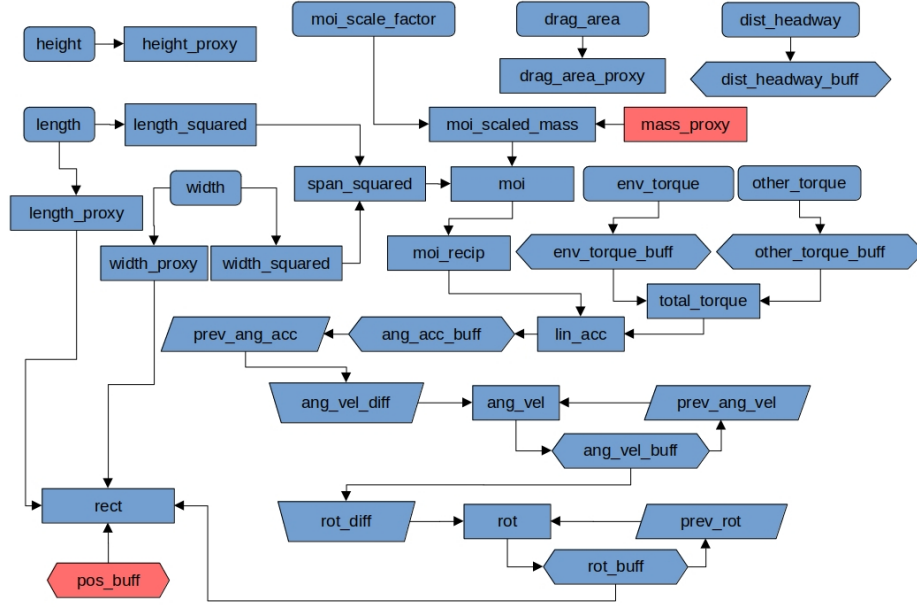 moi_scale_factor
drag_area
dist_headway
height
height_proxy
drag_area_proxy
dist_headway_buff
length
length_squared
moi_scaled_mass
mass_proxy
width
span_squared
moi
env_torque
other_torque
length_proxy
width_proxy
width_squared
moi_recip
env_torque_buff
other_torque_buff
total_torque
prev_ang_acc
ang_acc_buff
lin_acc
ang_vel_diff
ang_vel
prev_ang_vel
ang_vel_buff
rect
rot_diff
rot
prev_rot
pos_buff
rot_buff